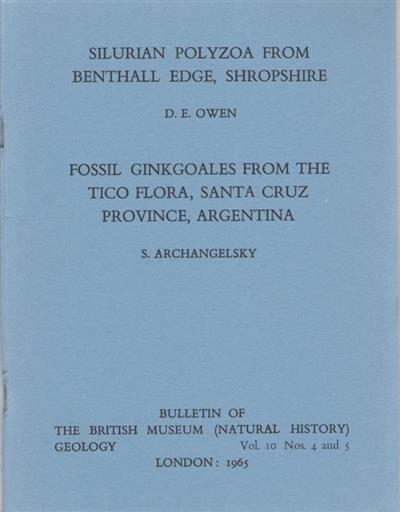 SILURIAN POLYZOA FROM
BENTHALL EDGE, SHROPSHIRE
D. E. OWEN
FOSSIL GINKGOALES FROM THE
TICO FLORA, SANTA CRUZ
PROVINCE, ARGENTINA
S. ARCHANGELSKY
BULLETIN OF
THE BRITISH MUSEUM (NATURAL HISTORY)
GEOLOGY Vol. 10 Nos. 4 and 5
LONDON: 1965